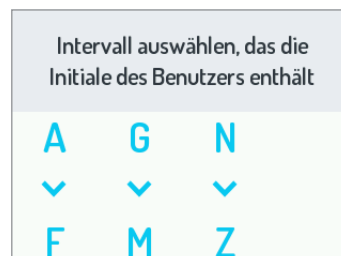 Intervall auswählen, das die
Initiale des Benutzers enthält
A G N
F M Z